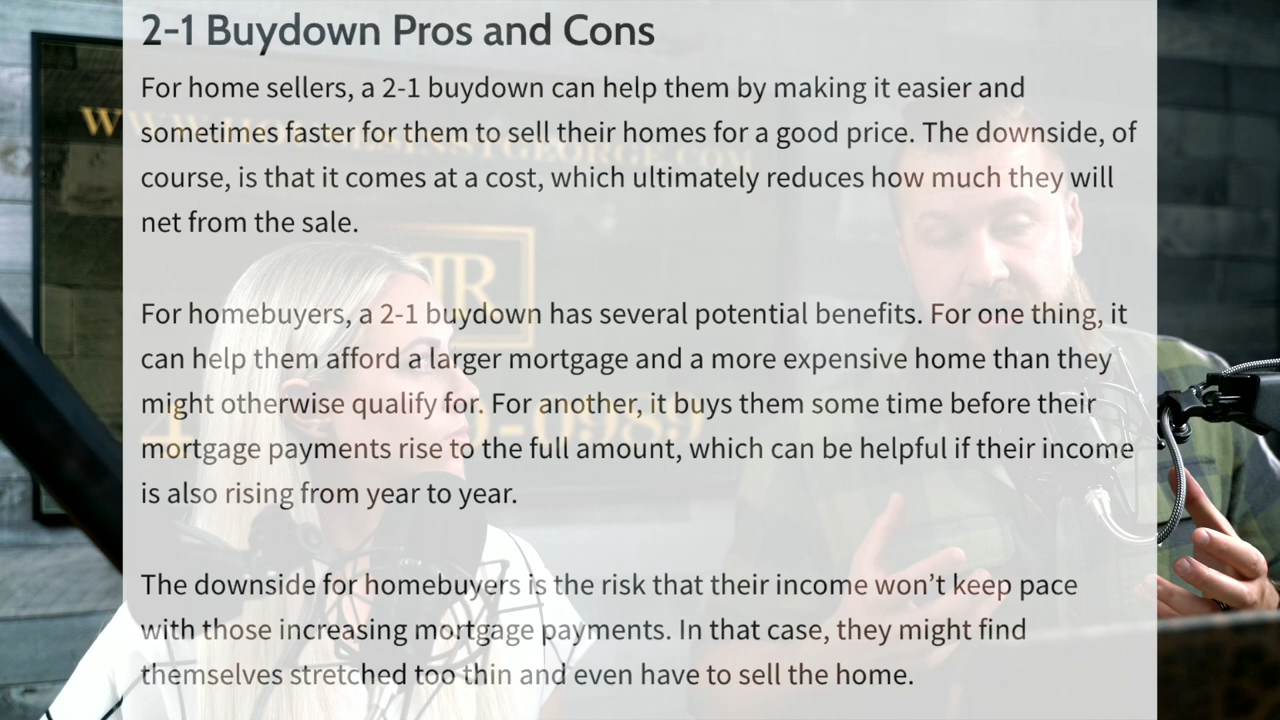 2-1 Buydown Pros and Cons
For home sellers, a 2-1 buydown can help them by making it easier and
sometimes faster for them to sell their homes for a good price. The downside, of
course, is that it comes at a cost, which ultimately reduces how much they will
net from the sale.
For homebuyers, a 2-1 buydown has several potential benefits. For one thing, it
can help them afford a larger mortgage and a more expensive home than they
might otherwise qualify for. For another, it buys them some time before their
mortgage payments rise to the full amount, which can be helpful if their income
is also rising from year to year.
The downside for homebuyers is the risk that their income won't keep pace
with those increasing mortgage payments. In that case, they might find
themselves stretched too thin and even have to sell the home.